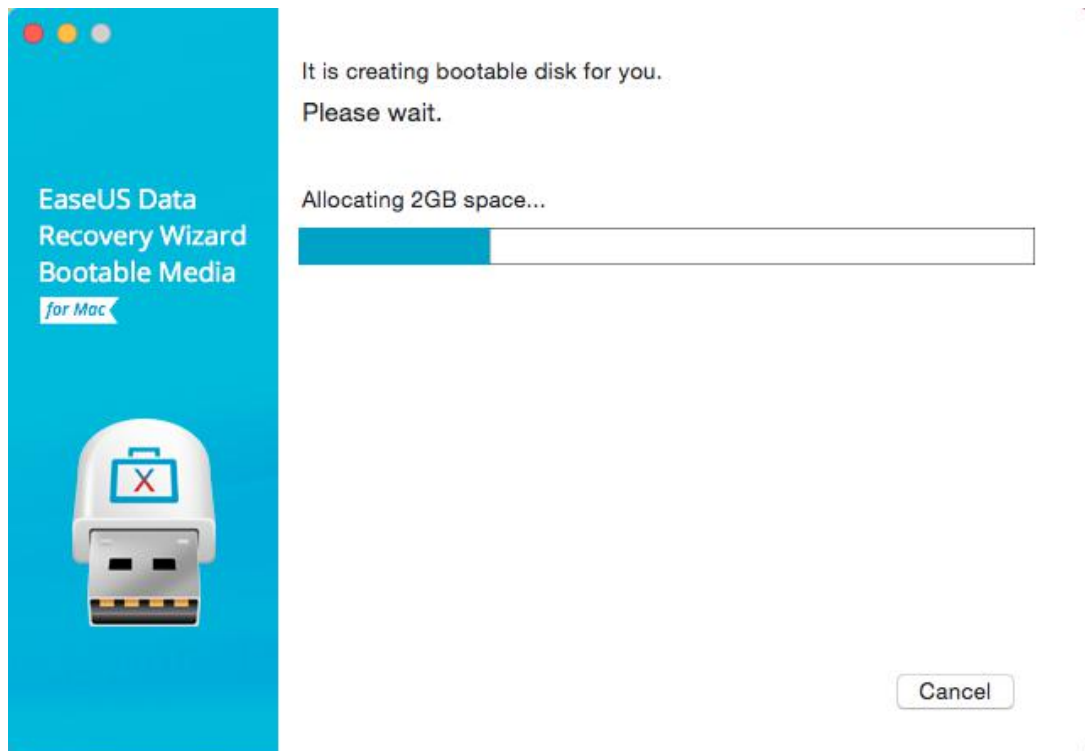 It is creating bootable disk for you.
Please wait.
EaseUS Data
Recovery Wizard
Bootable Media
for Mac
Allocating 2GB space...
X
Cancel